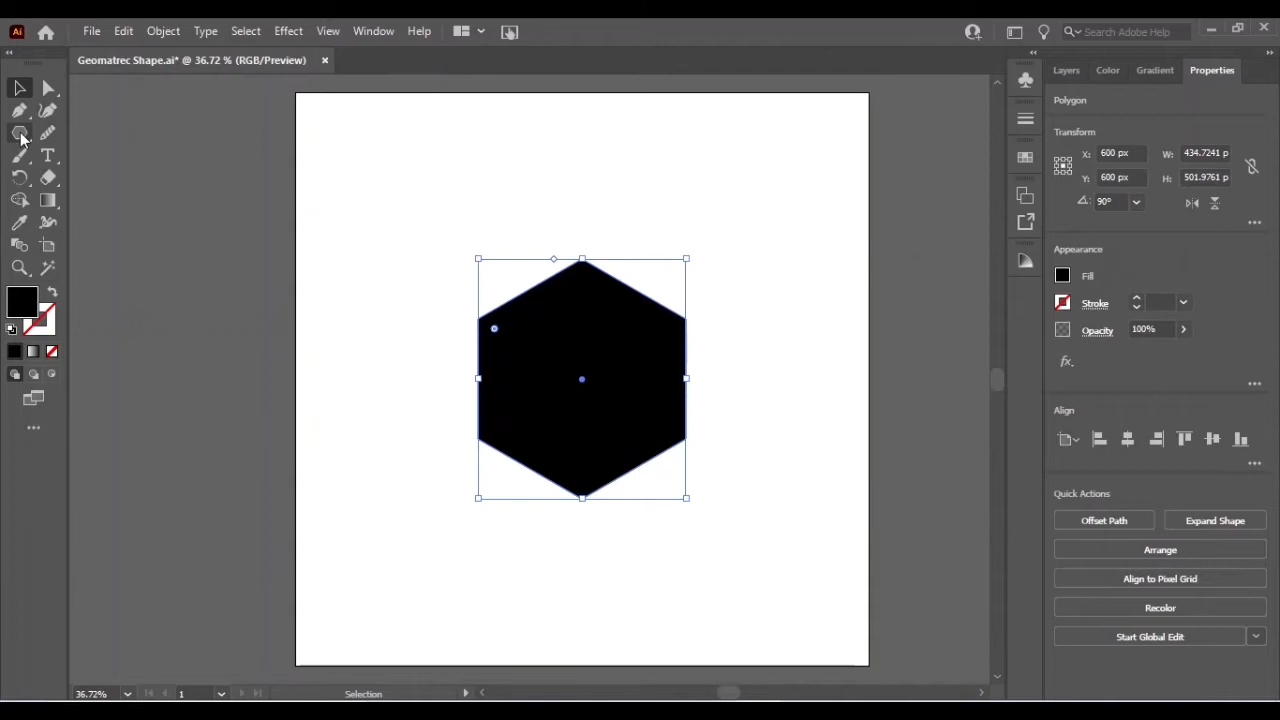 Ai File Edit Object Type Select Effect View Window Help Search Adobe Help
Geomatrec Shape.ai* @ 36.72 % (RGB/Preview)
Layers Color Gradient Properties
Polygon
Transform
X: 600 px W: 434.7241 p
Y: 600 px H: 501.9761 p
90°
Appearance
Fill
Stroke
Opacity 100%
fx.
Align
Quick Actions
Offset Path Expand Shape
Arrange
Align to Pixel Grid
Recolor
Start Global Edit
36.72% 1 Selection